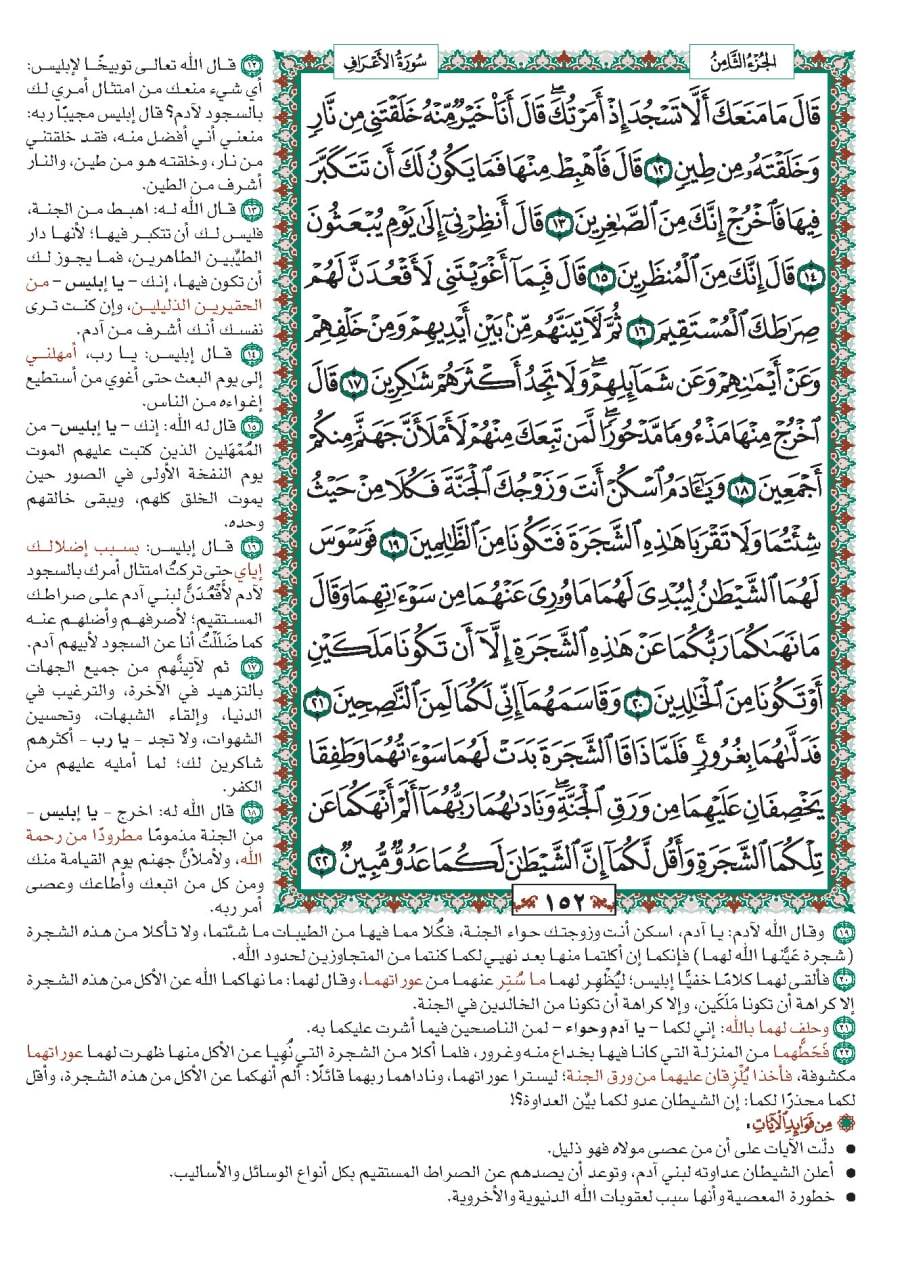 الجُزءُ الثَّامِنُ
سُورَةُ الأَعْرَافِ
قَالَ مَا مَنَعَكَ أَلَّا تَسۡجُدَ إِذۡ أَمَرۡتُكَۖ قَالَ أَنَا۠ خَيۡرٞ مِّنۡهُ خَلَقۡتَنِي مِن نَّارٖ
وَخَلَقۡتَهُۥ مِن طِينٖ ١٢ قَالَ فَٱهۡبِطۡ مِنۡهَا فَمَا يَكُونُ لَكَ أَن تَتَكَبَّرَ
فِيهَا فَٱخۡرُجۡ إِنَّكَ مِنَ ٱلصَّٰغِرِينَ ١٣ قَالَ أَنظِرۡنِيٓ إِلَىٰ يَوۡمِ يُبۡعَثُونَ
١٤ قَالَ إِنَّكَ مِنَ ٱلۡمُنظَرِينَ ١٥ قَالَ فَبِمَآ أَغۡوَيۡتَنِي لَأَقۡعُدَنَّ لَهُمۡ
صِرَٰطَكَ ٱلۡمُسۡتَقِيمَ ١٦ ثُمَّ لَأٓتِيَنَّهُم مِّنۢ بَيۡنِ أَيۡدِيهِمۡ وَمِنۡ خَلۡفِهِمۡ
وَعَنۡ أَيۡمَٰنِهِمۡ وَعَن شَمَآئِلِهِمۡۖ وَلَا تَجِدُ أَكۡثَرَهُمۡ شَٰكِرِينَ ١٧ قَالَ
ٱخۡرُجۡ مِنۡهَا مَذۡءُومٗا مَّدۡحُورٗاۖ لَّمَن تَبِعَكَ مِنۡهُمۡ لَأَمۡلَأَنَّ جَهَنَّمَ مِنكُمۡ
أَجۡمَعِينَ ١٨ وَيَٰٓـَٔادَمُ ٱسۡكُنۡ أَنتَ وَزَوۡجُكَ ٱلۡجَنَّةَ فَكُلَا مِنۡ حَيۡثُ
شِئۡتُمَا وَلَا تَقۡرَبَا هَٰذِهِ ٱلشَّجَرَةَ فَتَكُونَا مِنَ ٱلظَّٰلِمِينَ ١٩ فَوَسۡوَسَ
لَهُمَا ٱلشَّيۡطَٰنُ لِيُبۡدِيَ لَهُمَا مَا وُۥرِيَ عَنۡهُمَا مِن سَوۡءَٰتِهِمَا وَقَالَ
مَا نَهَىٰكُمَا رَبُّكُمَا عَنۡ هَٰذِهِ ٱلشَّجَرَةِ إِلَّآ أَن تَكُونَا مَلَكَيۡنِ
أَوۡ تَكُونَا مِنَ ٱلۡخَٰلِدِينَ ٢٠ وَقَاسَمَهُمَآ إِنِّي لَكُمَا لَمِنَ ٱلنَّٰصِحِينَ ٢١
فَدَلَّىٰهُمَا بِغُرُورٖۚ فَلَمَّا ذَاقَا ٱلشَّجَرَةَ بَدَتۡ لَهُمَا سَوۡءَٰتُهُمَا وَطَفِقَا
يَخۡصِفَانِ عَلَيۡهِمَا مِن وَرَقِ ٱلۡجَنَّةِۖ وَنَادَىٰهُمَا رَبُّهُمَآ أَلَمۡ أَنۡهَكُمَا عَن
تِلۡكُمَا ٱلشَّجَرَةِ وَأَقُل لَّكُمَآ إِنَّ ٱلشَّيۡطَٰنَ لَكُمَا عَدُوّٞ مُّبِينٞ ٢٢
١٥٢
١٢ قال الله تعالى توبيخًا لإبليس:
أي شيء منعك من امتثال أمري لك
بالسجود لآدم؟ قال إبليس مجيبًا ربه:
منعني أني أفضل منه، فقد خلقتني
من نار، وخلقته هو من طين، والنار
أشرف من الطين.
١٣ قال الله له: اهبط من الجنة،
فليس لك أن تتكبر فيها؛ لأنها دار
الطيِّبين الطاهرين، فما يجوز لك
أن تكون فيها، إنك – يا إبليس – من
الحقيرين الذليلين، وإن كنت ترى
نفسك أنك أشرف من آدم.
١٤ قال إبليس: يا رب، أمهلني
إلى يوم البعث حتى أغوي من أستطيع
إغواءه من الناس.
١٥ قال له الله: إنك – يا إبليس– من
المُمْهَلين الذين كتبت عليهم الموت
يوم النفخة الأولى في الصور حين
يموت الخلق كلهم، ويبقى خالقهم
وحده.
١٦ قال إبليس: بسبب إضلالك
إياي حتى تركتُ امتثال أمرك بالسجود
لآدم لأَقْعُدَنَّ لبني آدم على صراطك
المستقيم؛ لأصرفهم وأضلهم عنه
كما ضَلَلْتُ أنا عن السجود لأبيهم آدم.
١٧ ثم لآتِيَنَّهُم من جميع الجهات
بالتزهيد في الآخرة، والترغيب في
الدنيا، وإلقاء الشبهات، وتحسين
الشهوات، ولا تجد – يا رب – أكثرهم
شاكرين لك؛ لما أمليه عليهم من
الكفر.
١٨ قال الله له: اخرج – يا إبليس –
من الجنة مذمومًا مطرودًا من رحمة
الله، ولأملأنَّ جهنم يوم القيامة منك
ومن كل من اتبعك وأطاعك وعصى
أمر ربه.
١٩ وقال الله لآدم: يا آدم، اسكن أنت وزوجتك حواء الجنة، فكُلا مما فيها من الطيبات ما شئتما، ولا تأكلا من هذه الشجرة
(شجرة عَيَّنها الله لهما) فإنكما إن أكلتما منها بعد نهيي لكما كنتما من المتجاوزين لحدود الله.
٢٠ فألقى لهما كلامًا خفيًّا إبليس؛ ليُظْهِر لهما ما سُتِر عنهما من عوراتهما، وقال لهما: ما نهاكما الله عن الأكل من هذه الشجرة
إلا كراهة أن تكونا مَلَكَين، وإلا كراهة أن تكونا من الخالدين في الجنة.
٢١ وحلف لهما بالله: إني لكما – يا آدم وحواء – لمن الناصحين فيما أشرت عليكما به.
٢٢ فَحَطَّهما من المنزلة التي كانا فيها بخداع منه وغرور، فلما أكلا من الشجرة التي نُهِيا عن الأكل منها ظهرت لهما عوراتهما
مكشوفة، فأخذا يُلْزِقان عليهما من ورق الجنة؛ ليسترا عوراتهما، وناداهما ربهما قائلًا: ألم أنهكما عن الأكل من هذه الشجرة، وأقل
لكما محذرًا لكما: إن الشيطان عدو لكما بيِّن العداوة؟!
مِن فَوَائِدِ الآيَاتِ:
• دلّت الآيات على أن من عصى مولاه فهو ذليل.
• أعلن الشيطان عداوته لبني آدم، وتوعد أن يصدهم عن الصراط المستقيم بكل أنواع الوسائل والأساليب.
• خطورة المعصية وأنها سبب لعقوبات الله الدنيوية والأخروية.